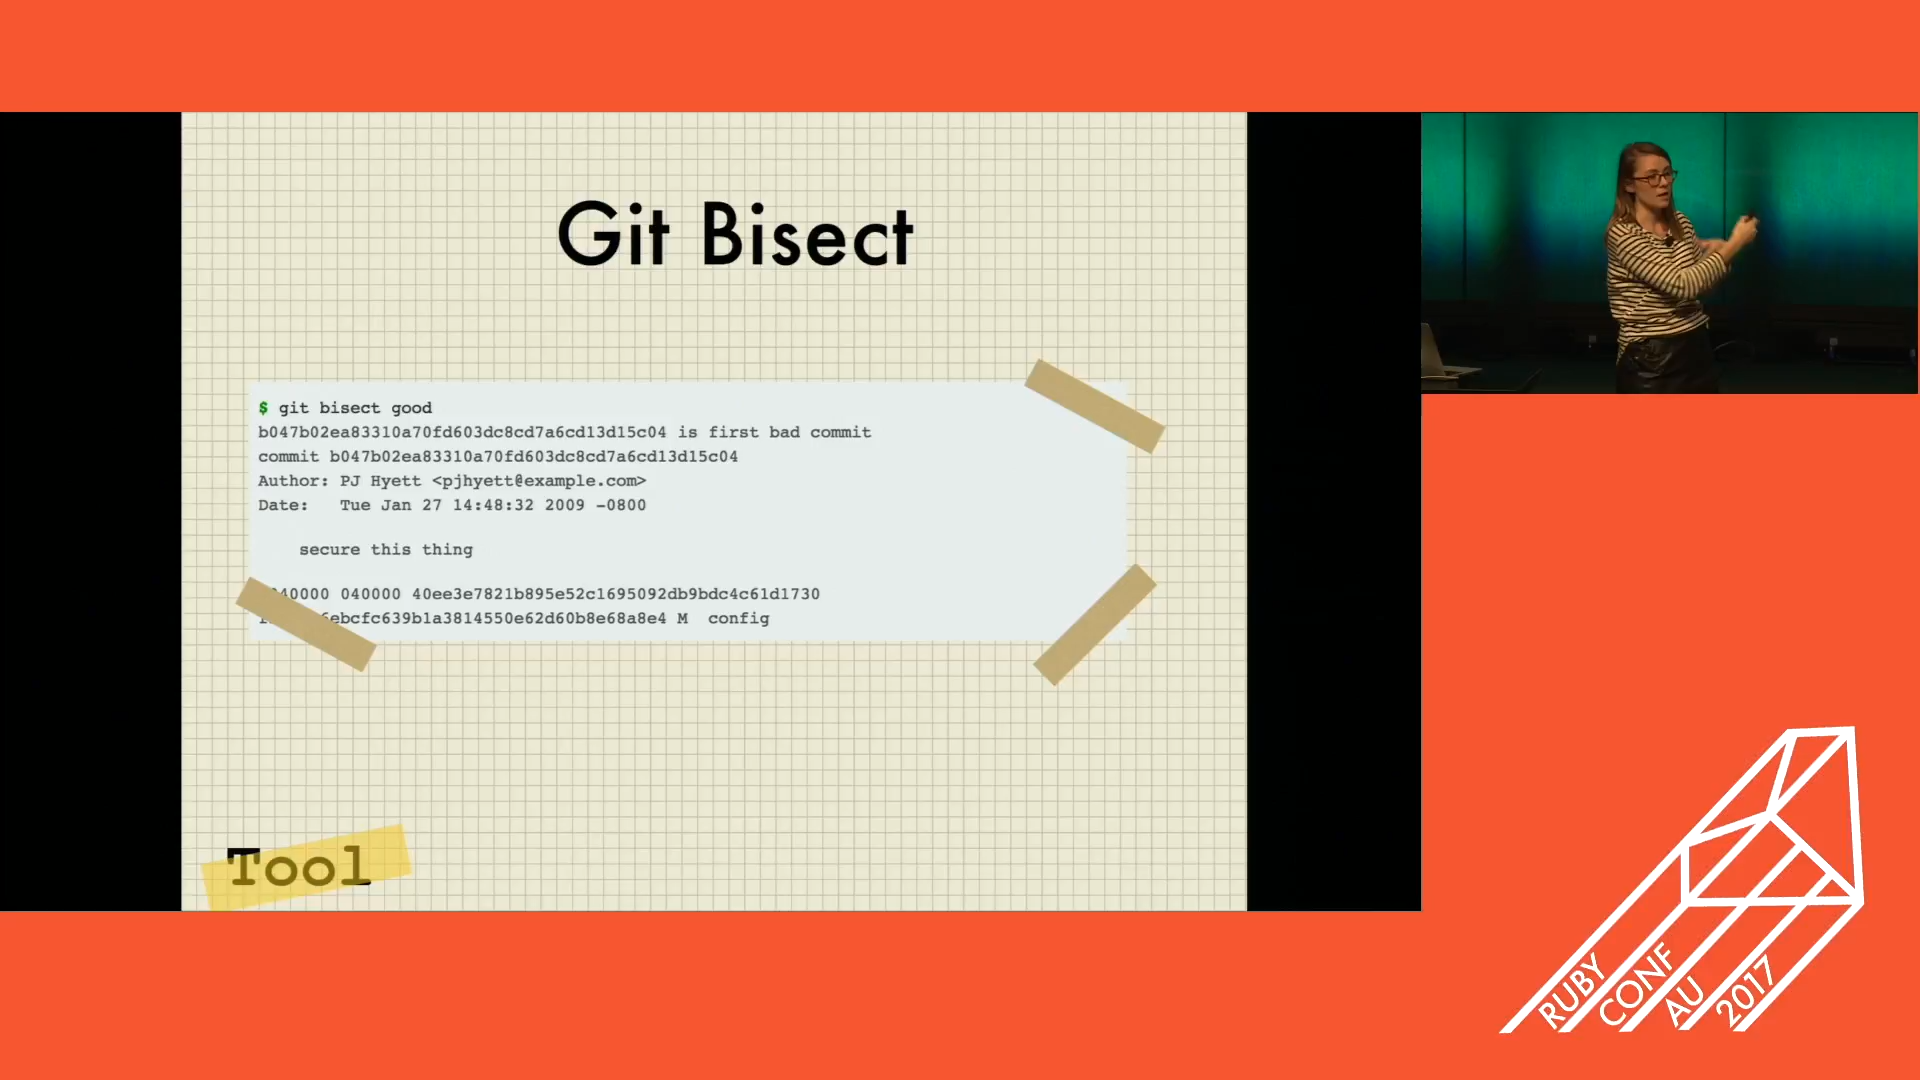 Git Bisect
$ git bisect good
b047b02ea83310a70fd603dc8cd7a6cd13d15c04 is first bad commit
commit b047b02ea83310a70fd603dc8cd7a6cd13d15c04
Author: PJ Hyett <pjhyett@example.com>
Date:   Tue Jan 27 14:48:32 2009 -0800
secure this thing
40000 040000 40ee3e7821b895e52c1695092db9bdc4c61d1730
ebcfc639b1a3814550e62d60b8e68a8e4 M  config
Tool
RUBY
CONF
AU
2017